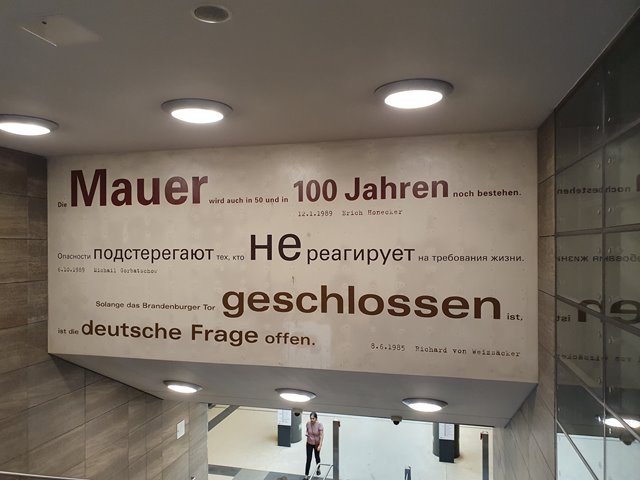 Die Mauer wird auch in 50 und in 100 Jahren noch bestehen.
12.1.1989 Erich Honecker
Опасности подстерегают тех, кто не реагирует на требования жизни.
6.10.1989 Michail Gorbatschow
Solange das Brandenburger Tor geschlossen ist,
ist die deutsche Frage offen.
8.6.1985 Richard von Weizsäcker